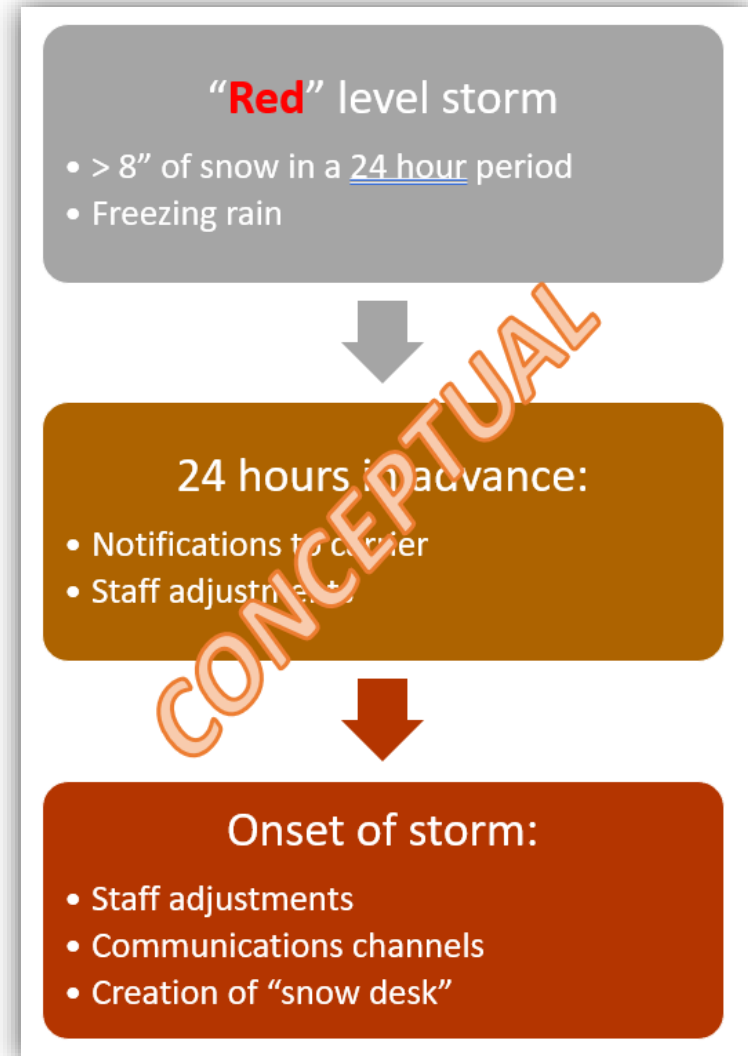 “Red” level storm
• > 8” of snow in a 24 hour period
• Freezing rain
24 hours in advance:
• Notifications to carrier
• Staff adjustments
CONCEPTUAL
Onset of storm:
• Staff adjustments
• Communications channels
• Creation of “snow desk”